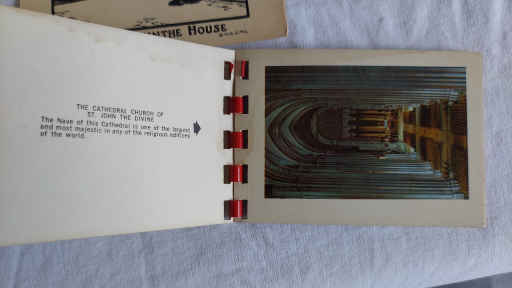 IN THE HOUSE
THE CATHEDRAL CHURCH OF
ST. JOHN THE DIVINE
The Nave of this Cathedral is one of the largest
and most majestic in any of the religious edifices
of the world.